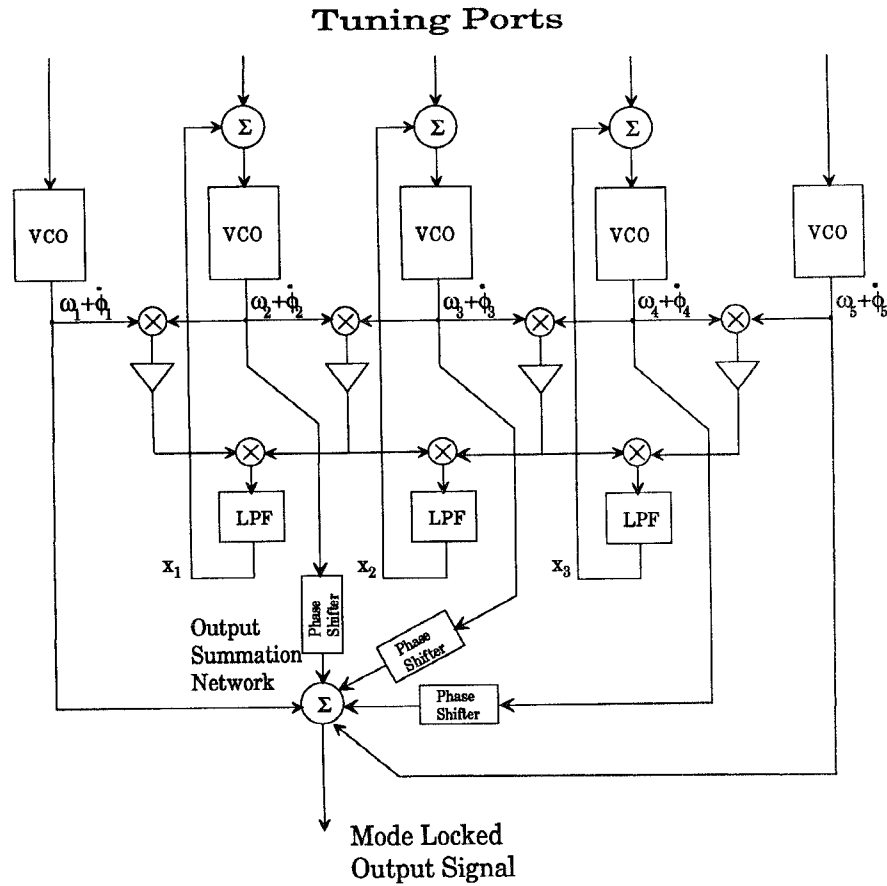 Tuning Ports
Σ Σ Σ
VCO VCO VCO VCO VCO
ω₁+ϕ̇₁ ω₂+ϕ̇₂ ω₃+ϕ̇₃ ω₄+ϕ̇₄ ω₅+ϕ̇₅
LPF LPF LPF
x₁ x₂ x₃
Phase
Shifter
Output
Summation
Network
Phase
Shifter
Phase
Shifter
Σ
Mode Locked
Output Signal